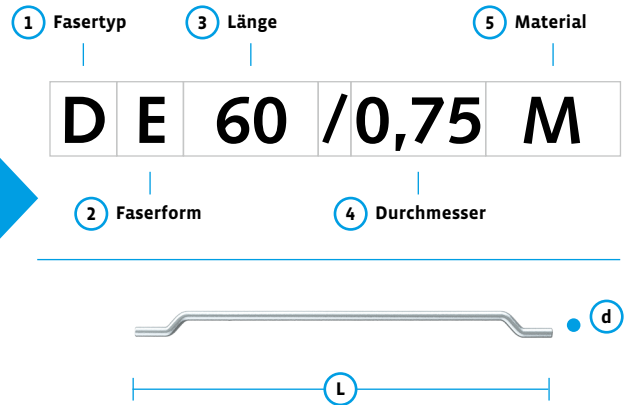 1 Fasertyp 3 Länge 5 Material
D E 60 /0,75 M
2 Faserform 4 Durchmesser
d
L